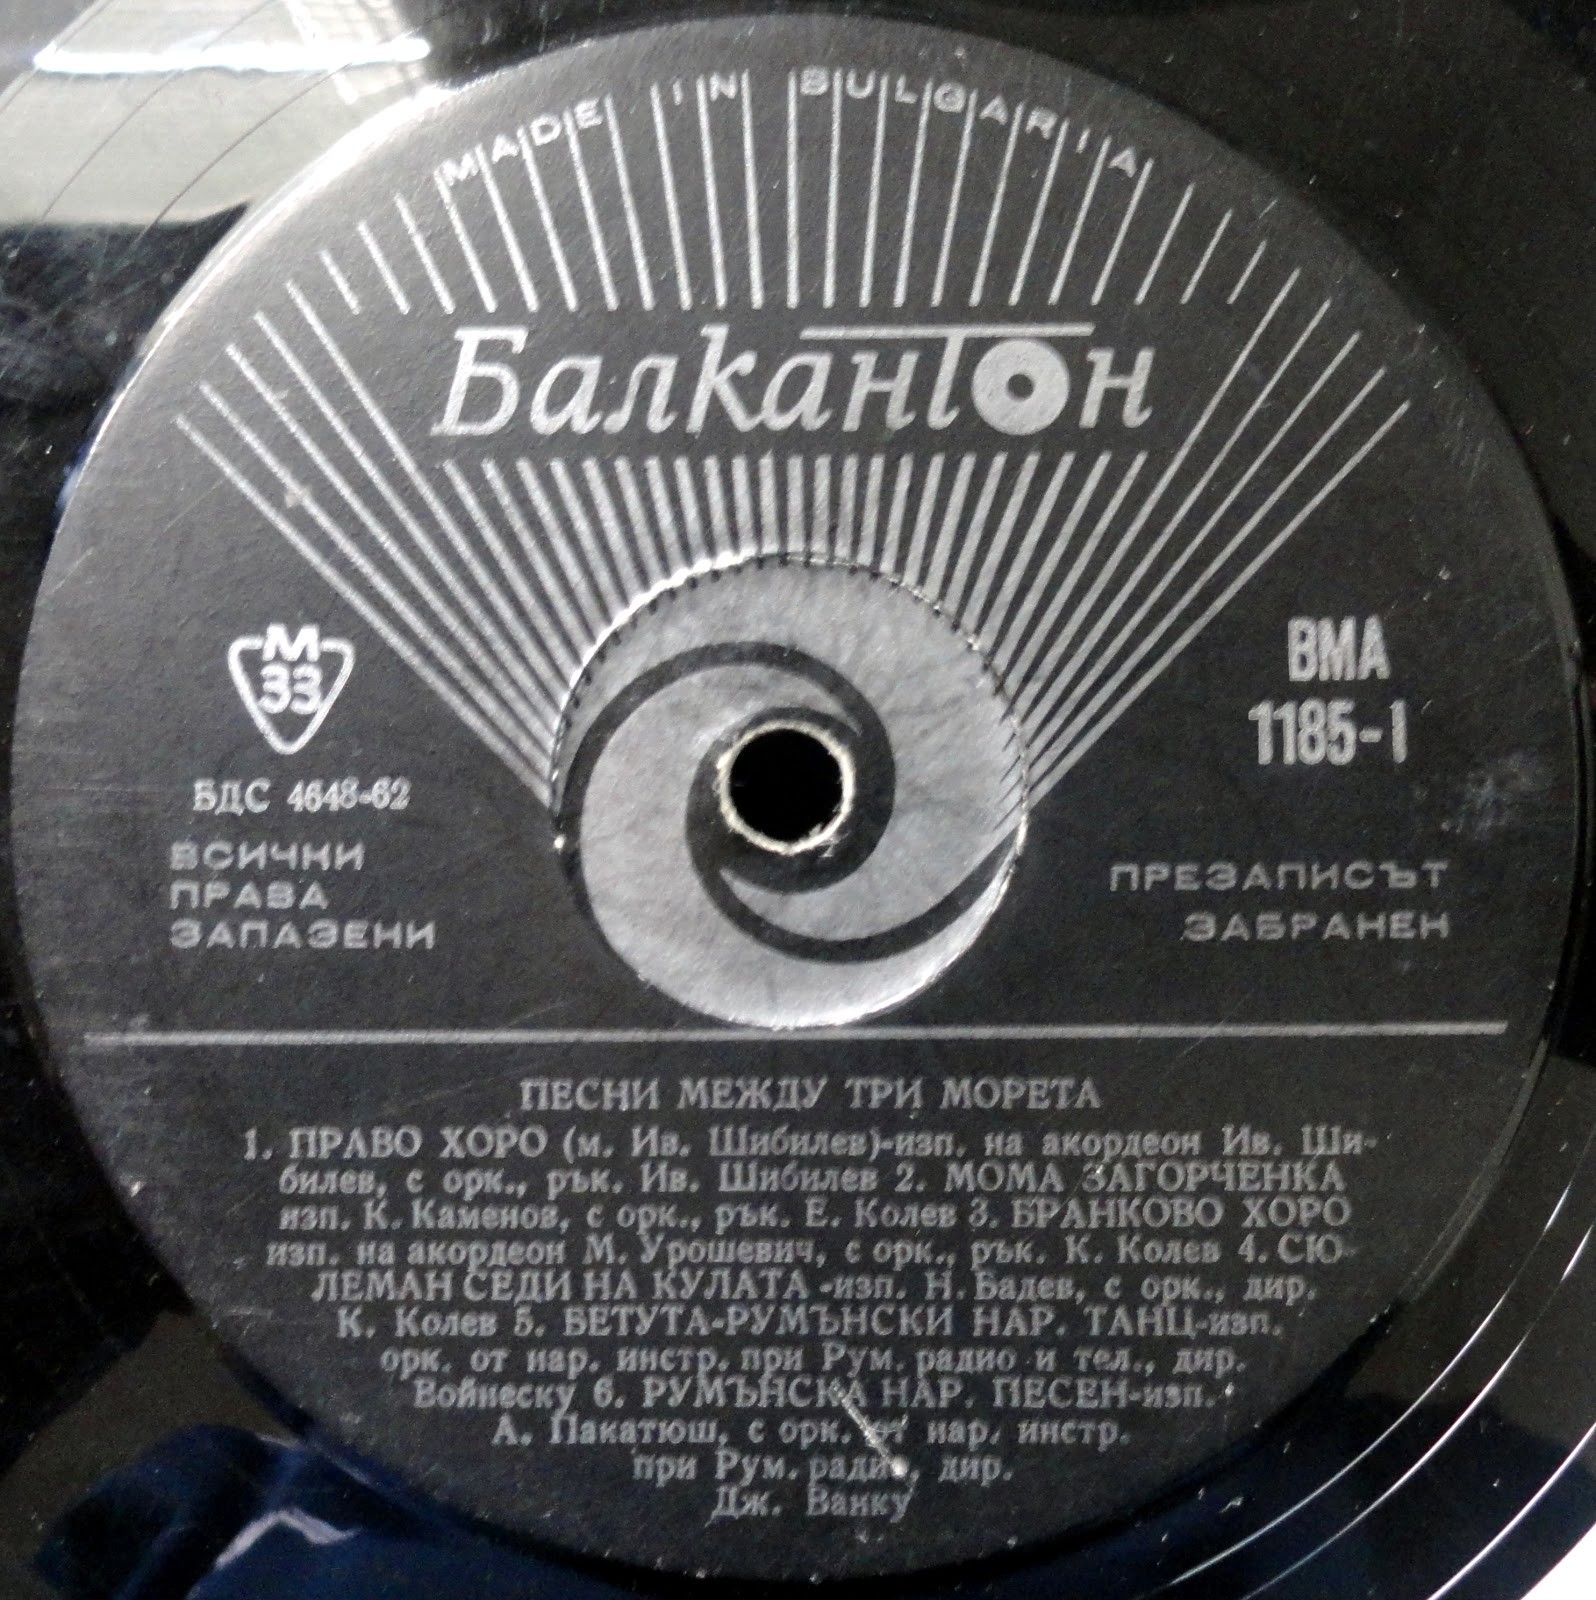 MADE IN BULGARIA
Балкантон
М
33
ВМА
1185-I
БДС 4648-62
ВСИЧКИ
ПРАВА
ЗАПАЗЕНИ
ПРЕЗАПИСЪТ
ЗАБРАНЕН
ПЕСНИ МЕЖДУ ТРИ МОРЕТА
1. ПРАВО ХОРО (м. Ив. Шибилев)-изп. на акордеон Ив. Ши-
билев, с орк., рък. Ив. Шибилев 2. МОМА ЗАГОРЧЕНКА
изп. К. Каменов, с орк., рък. Е. Колев 3. БРАНКОВО ХОРО
изп. на акордеон М. Урошевич, с орк., рък. К. Колев 4. СЮ-
ЛЕМАН СЕДИ НА КУЛАТА -изп. Н. Бадев, с орк., дир.
К. Колев 5. БЕТУТА-РУМЪНСКИ НАР. ТАНЦ-изп.
орк. от нар. инстр. при Рум. радио и тел., дир.
Войнеску 6. РУМЪНСКА НАР. ПЕСЕН-изп.
А. Пакатюш, с орк. от нар. инстр.
при Рум. радио, дир.
Дж. Ванку